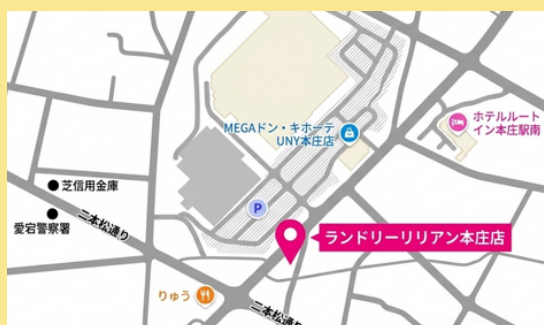 MEGAドン・キホーテ
UNY本庄店
ホテルルート
イン本庄駅南
芝信用金庫
愛宕警察署
二本松通り
P
ランドリーリリアン本庄店
りゅう
二本松通り